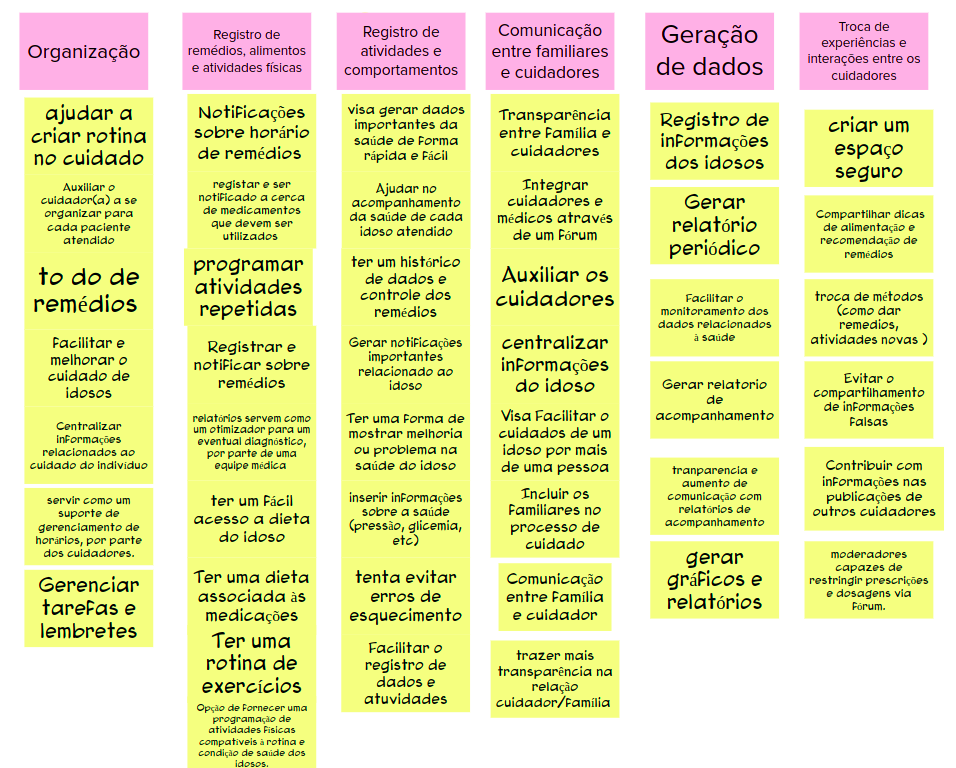 Organização
ajudar a
criar rotina
no cuidado
Auxiliar o
cuidador(a) a se
organizar para
cada paciente
atendido
to do de
remédios
Facilitar e
melhorar o
cuidado de
idosos
Centralizar
informações
relacionados ao
cuidado do indivíduo
servir como um
suporte de
gerenciamento de
horários, por parte
dos cuidadores.
Gerenciar
tarefas e
lembretes
Registro de
remédios, alimentos
e atividades físicas
Notificações
sobre horário
de remédios
registar e ser
notificado a cerca
de medicamentos
que devem ser
utilizados
programar
atividades
repetidas
Registrar e
notificar sobre
remédios
relatórios servem como
um otimizador para um
eventual diagnóstico,
por parte de uma
equipe médica
ter um fácil
acesso a dieta
do idoso
Ter uma dieta
associada às
medicações
Ter uma
rotina de
exercícios
Opção de fornecer uma
programação de
atividades físicas
compatíveis à rotina e
condição de saúde dos
idosos.
Registro de
atividades e
comportamentos
visa gerar dados
importantes da
saúde de forma
rápida e fácil
Ajudar no
acompanhamento
da saúde de cada
idoso atendido
ter um histórico
de dados e
controle dos
remédios
Gerar notificações
importantes
relacionado ao
idoso
Ter uma forma de
mostrar melhoria
ou problema na
saúde do idoso
inserir informações
sobre a saúde
(pressão, glicemia,
etc)
tenta evitar
erros de
esquecimento
Facilitar o
registro de
dados e
atuvidades
Comunicação
entre familiares
e cuidadores
Transparência
entre família e
cuidadores
Integrar
cuidadores e
médicos através
de um fórum
Auxiliar os
cuidadores
centralizar
informações
do idoso
Visa Facilitar o
cuidados de um
idoso por mais
de uma pessoa
Incluir os
familiares no
processo de
cuidado
Comunicação
entre família
e cuidador
trazer mais
transparência na
relação
cuidador/família
Geração
de dados
Registro de
informações
dos idosos
Gerar
relatório
periódico
Facilitar o
monitoramento dos
dados relacionados
à saúde
Gerar relatorio
de
acompanhamento
tranparencia e
aumento de
comunicação com
relatórios de
acompanhamento
gerar
gráficos e
relatórios
Troca de
experiências e
interações entre os
cuidadores
criar um
espaço
seguro
Compartilhar dicas
de alimentação e
recomendação de
remédios
troca de métodos
(como dar
remedios,
atividades novas )
Evitar o
compartilhamento
de informações
falsas
Contribuir com
informações nas
publicações de
outros cuidadores
moderadores
capazes de
restringir prescrições
e dosagens via
fórum.